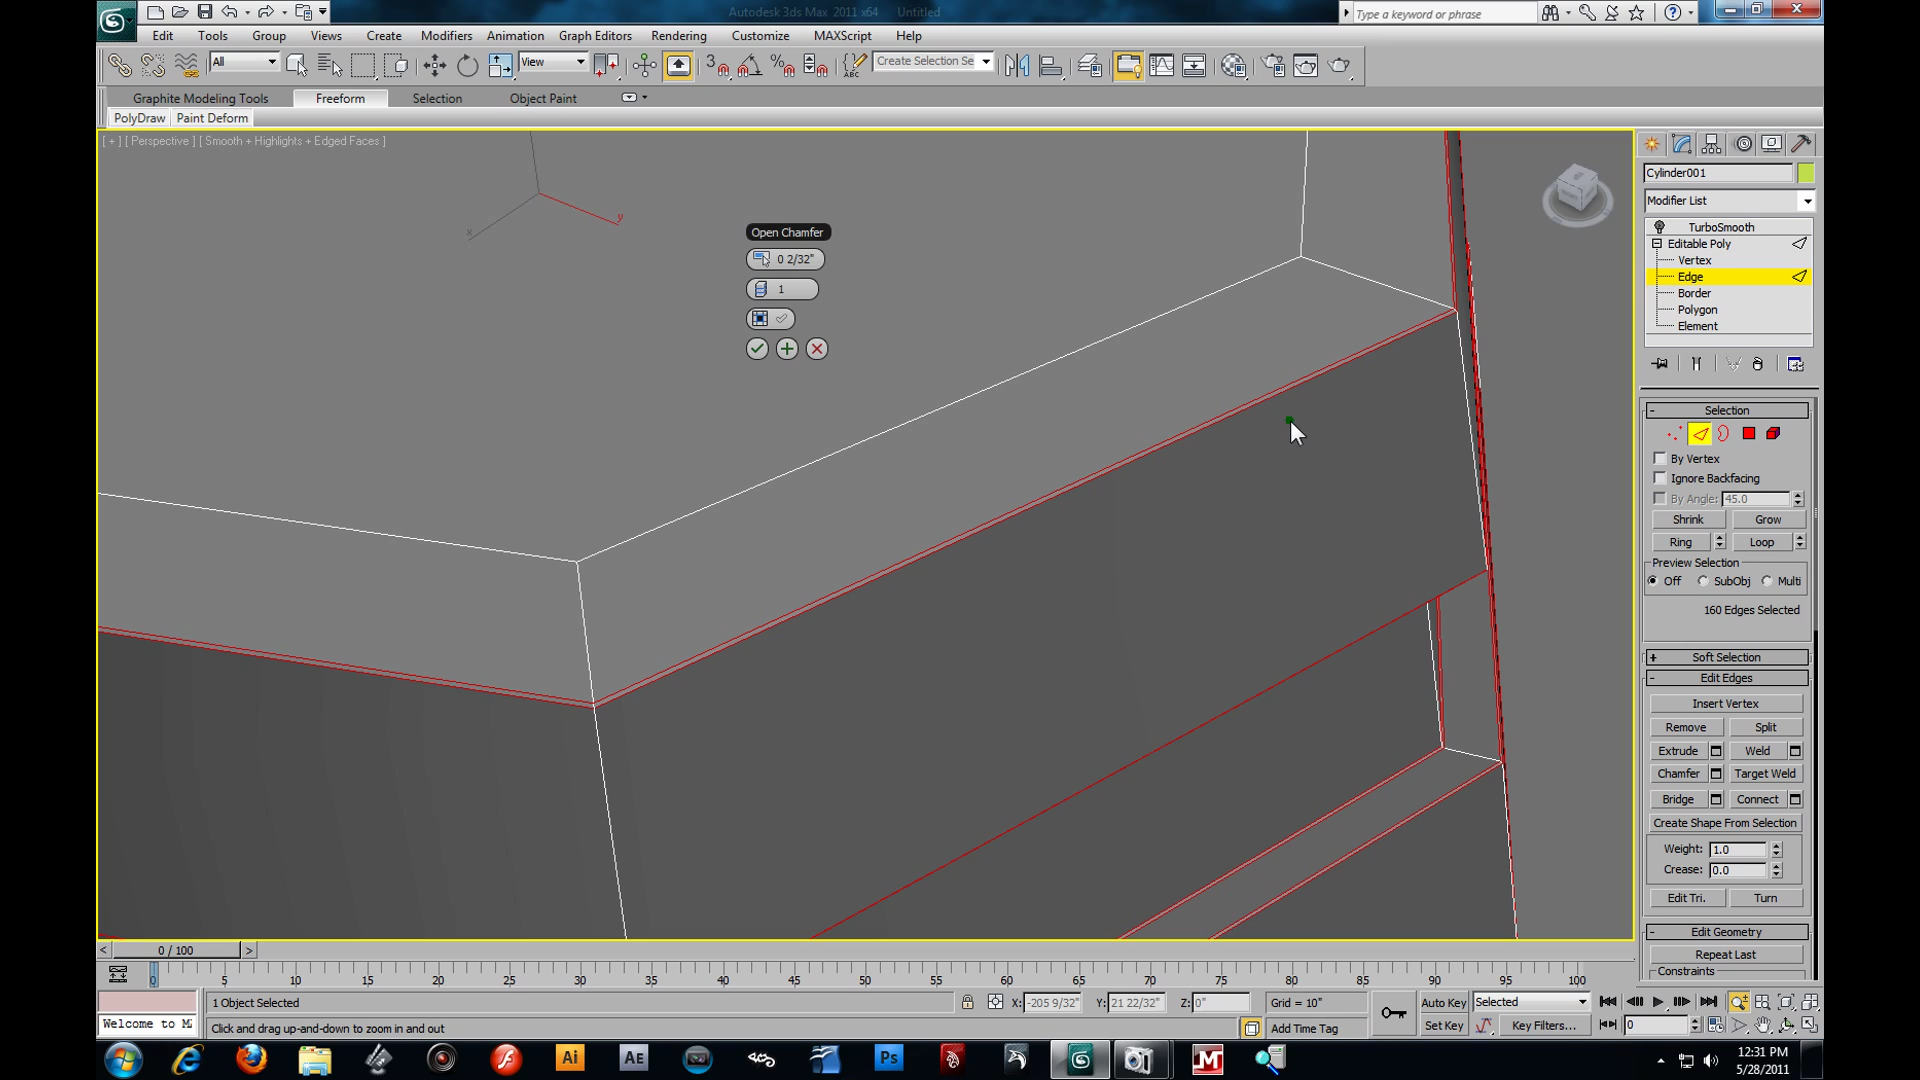 Autodesk 3ds Max 2011 x64 Untitled
Type a keyword or phrase
Edit Tools Group Views Create Modifiers Animation Graph Editors Rendering Customize MAXScript Help
All
View
3
Create Selection Se
Graphite Modeling Tools Freeform Selection Object Paint
PolyDraw Paint Deform
[ + ] [ Perspective ] [ Smooth + Highlights + Edged Faces ]
x
y
Open Chamfer
0 2/32"
1
Cylinder001
Modifier List
TurboSmooth
Editable Poly
Vertex
Edge
Border
Polygon
Element
- Selection
By Vertex
Ignore Backfacing
By Angle: 45.0
Shrink Grow
Ring Loop
Preview Selection
Off SubObj Multi
160 Edges Selected
+ Soft Selection
- Edit Edges
Insert Vertex
Remove Split
Extrude Weld
Chamfer Target Weld
Bridge Connect
Create Shape From Selection
Weight: 1.0
Crease: 0.0
Edit Tri. Turn
- Edit Geometry
Repeat Last
Constraints
< 0 / 100 >
0 5 10 15 20 25 30 35 40 45 50 55 60 65 70 75 80 85 90 95 100
1 Object Selected X: -205 9/32" Y: 21 22/32" Z: 0" Grid = 10" Auto Key Selected
Welcome to M Click and drag up-and-down to zoom in and out Add Time Tag Set Key Key Filters... 0
Ai AE Ps M
12:31 PM
5/28/2011